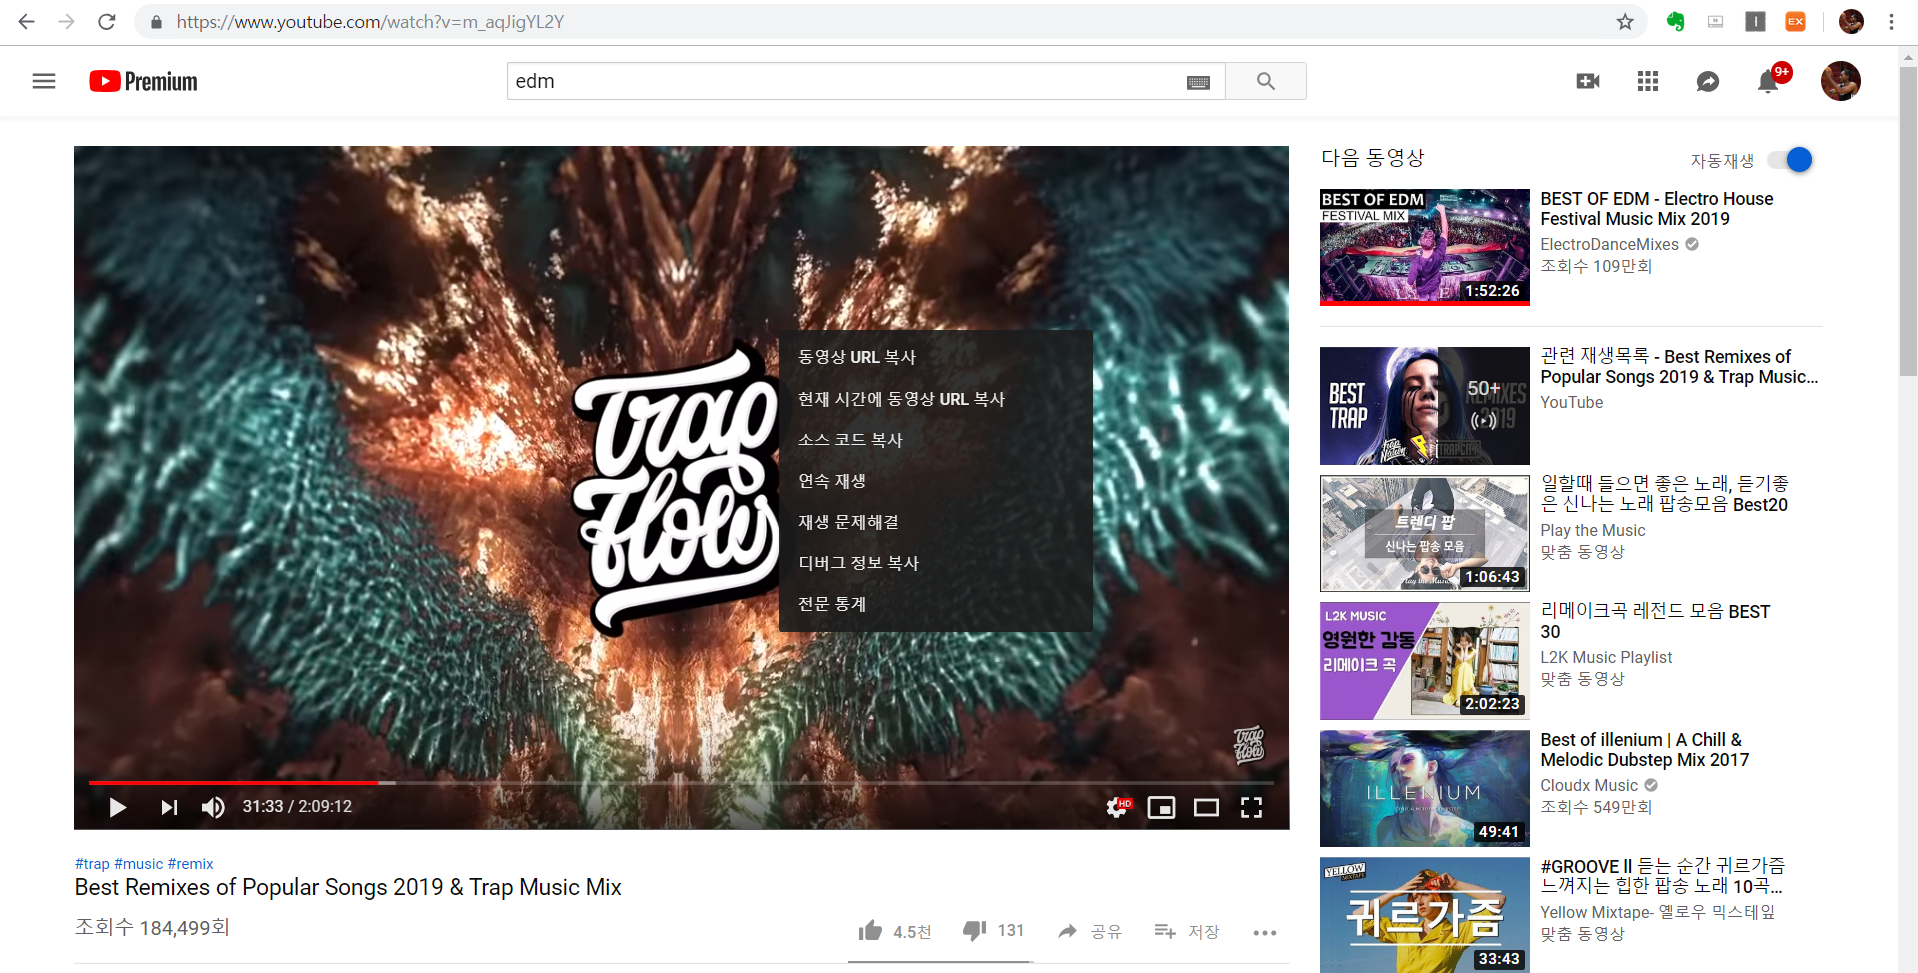 https://www.youtube.com/watch?v=m_aqJigYL2Y
EX
Premium
edm
9+
Trap
Flow
동영상 URL 복사
현재 시간에 동영상 URL 복사
소스 코드 복사
연속 재생
재생 문제해결
디버그 정보 복사
전문 통계
Trap
Flow
31:33 / 2:09:12
HD
#trap #music #remix
Best Remixes of Popular Songs 2019 & Trap Music Mix
조회수 184,499회
4.5천
131
공유
저장
다음 동영상
자동재생
BEST OF EDM
FESTIVAL MIX
1:52:26
BEST OF EDM - Electro House
Festival Music Mix 2019
ElectroDanceMixes
조회수 109만회
BEST
TRAP
50+
REMIXES
2019
Trap
Nation
TRAPCITY
관련 재생목록 - Best Remixes of
Popular Songs 2019 & Trap Music...
YouTube
트렌디 팝
신나는 팝송 모음
Play the Music
1:06:43
일할때 들으면 좋은 노래, 듣기좋
은 신나는 노래 팝송모음 Best20
Play the Music
맞춤 동영상
L2K MUSIC
영원한 감동
리메이크 곡
2:02:23
리메이크곡 레전드 모음 BEST
30
L2K Music Playlist
맞춤 동영상
ILLENIUM
49:41
Best of illenium | A Chill &
Melodic Dubstep Mix 2017
Cloudx Music
조회수 549만회
YELLOW
MIXTAPE
귀르가즘
33:43
#GROOVE ll 듣는 순간 귀르가즘
느껴지는 힙한 팝송 노래 10곡...
Yellow Mixtape- 옐로우 믹스테잎
맞춤 동영상